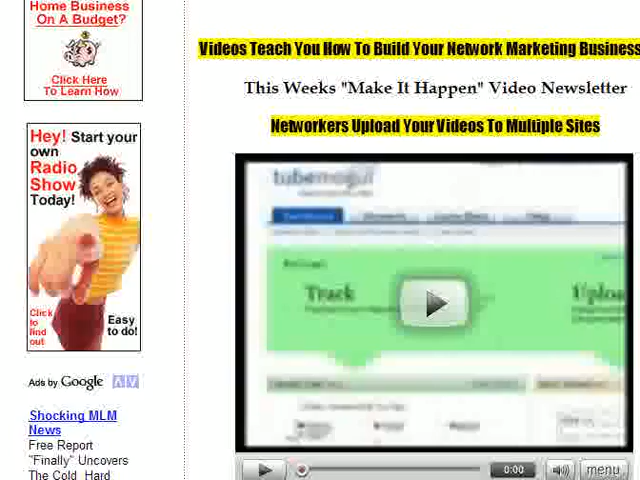 Home Business
On A Budget?
Click Here
To Learn How
Hey! Start your
own
Radio
Show
Today!
Click
to
find
out
Easy
to do!
Ads by Google
Shocking MLM
News
Free Report
"Finally" Uncovers
The Cold Hard
Videos Teach You How To Build Your Network Marketing Business
This Weeks "Make It Happen" Video Newsletter
Networkers Upload Your Videos To Multiple Sites
tubemogul
Track
Uploa
0:00
menu